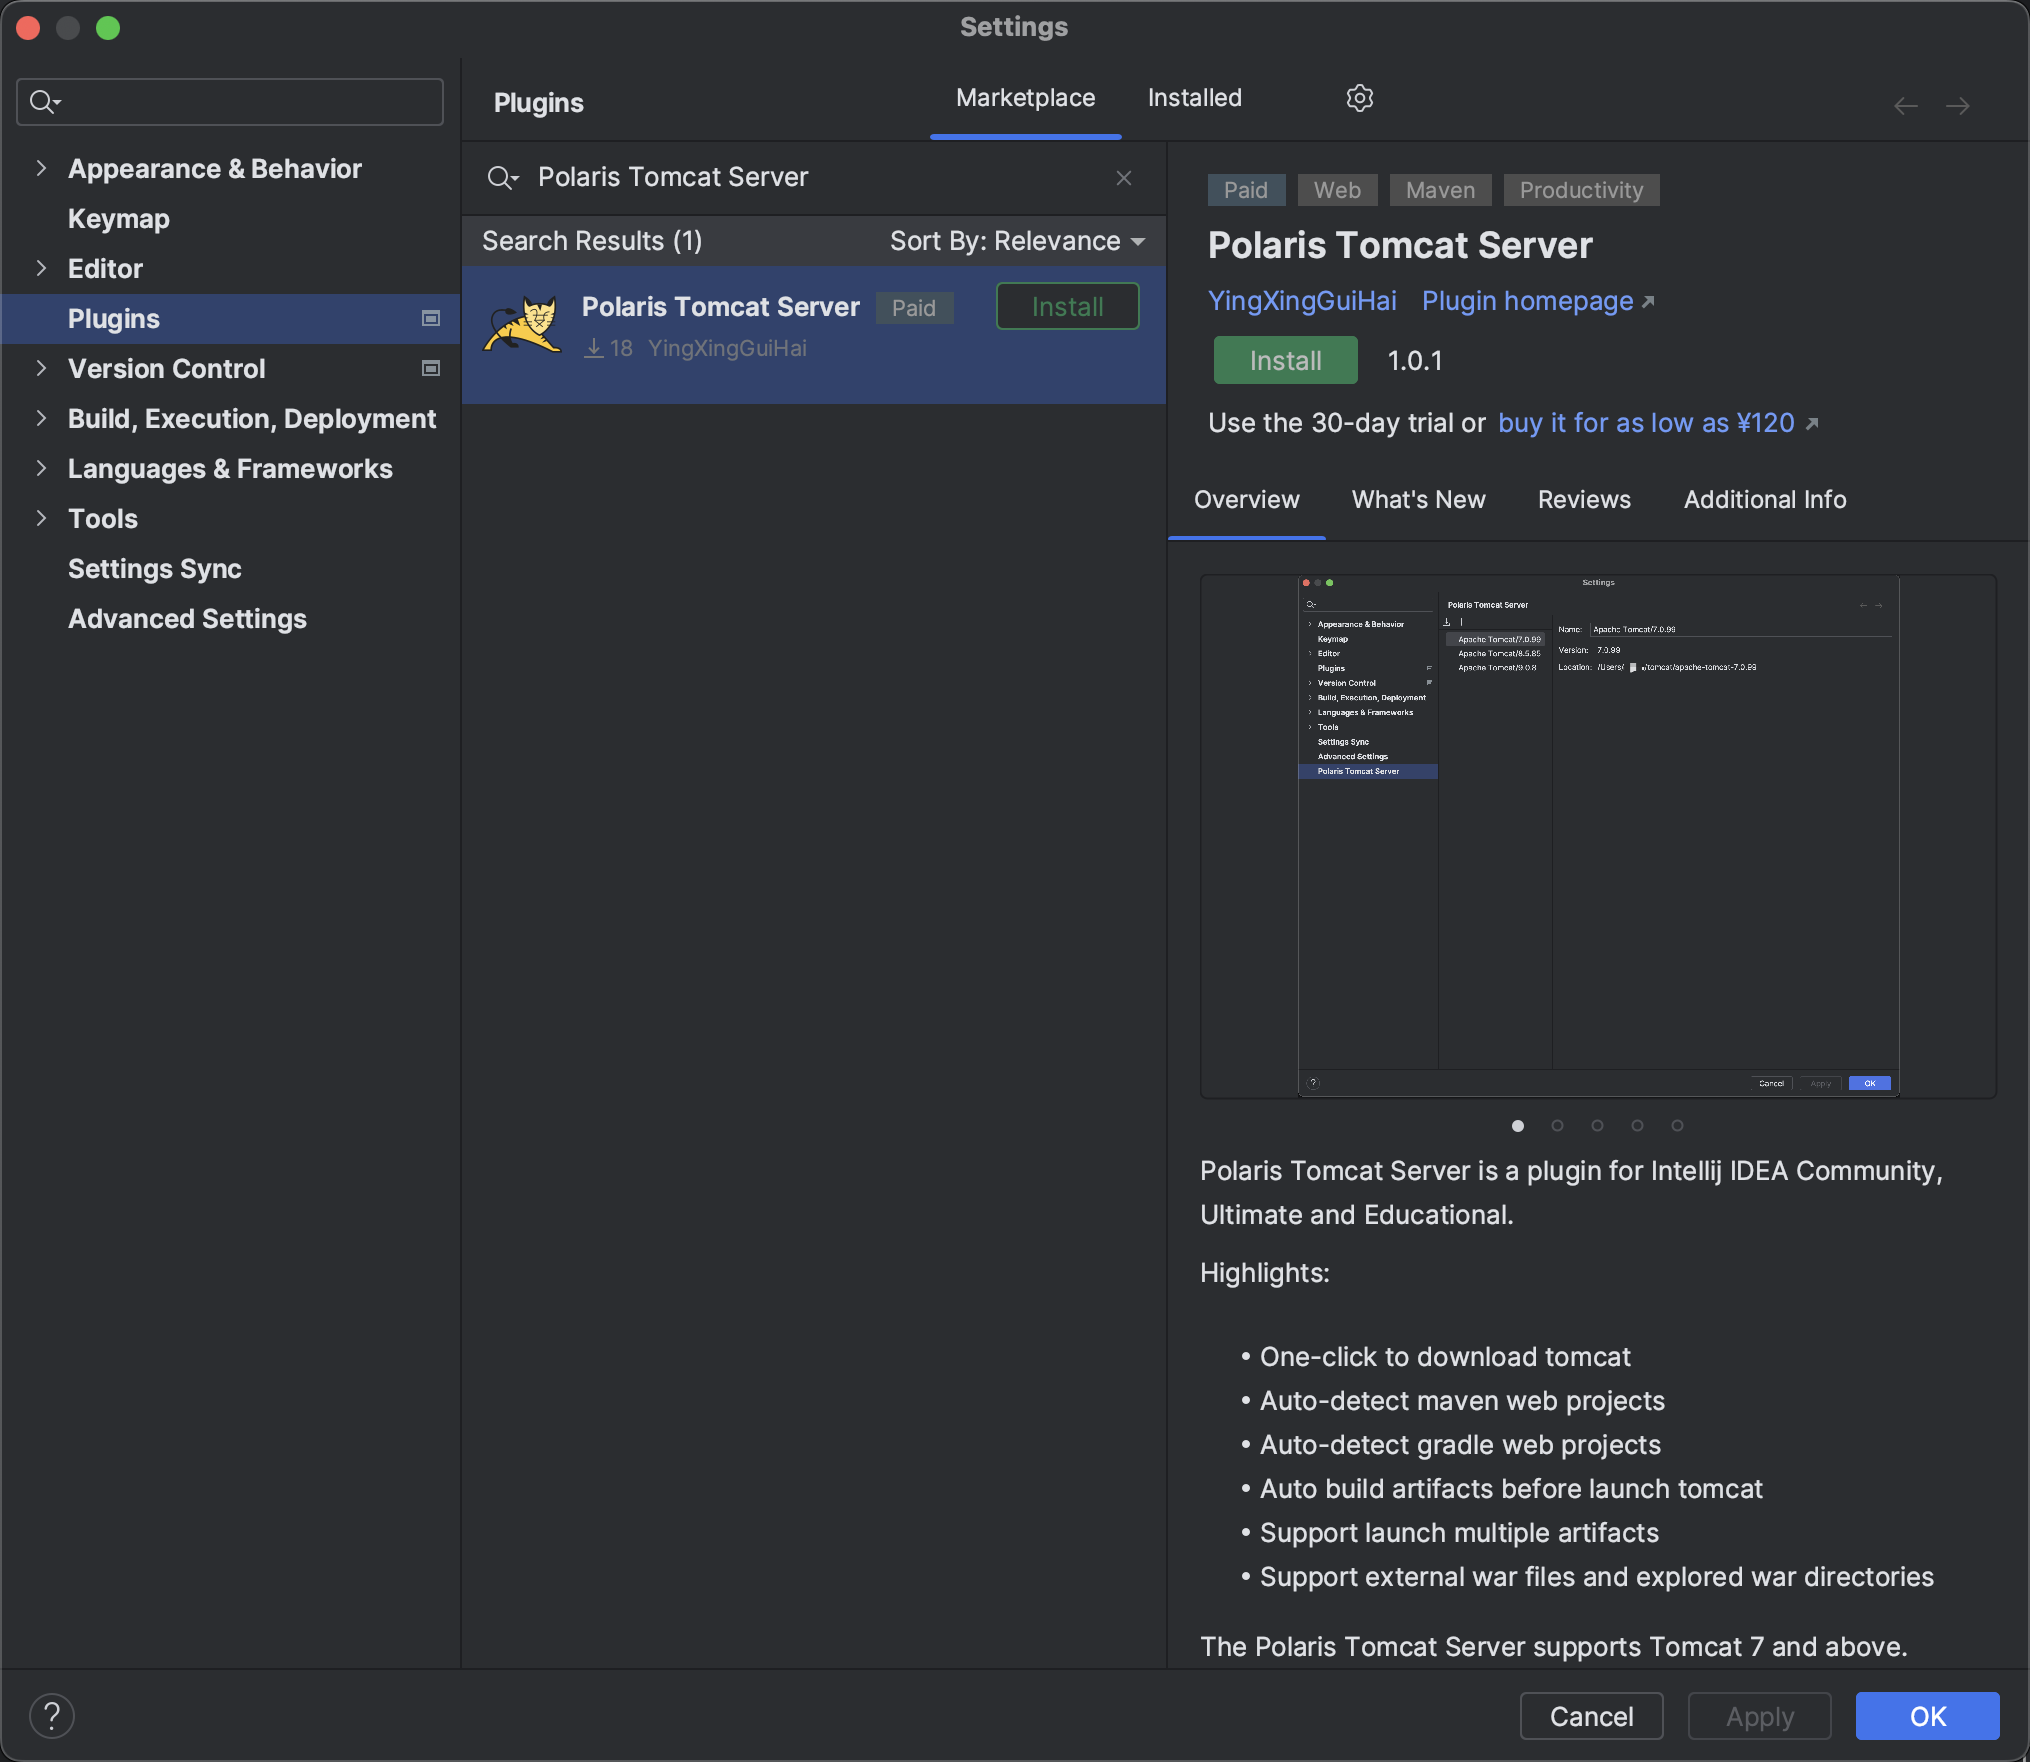 Settings
Plugins
Marketplace
Installed
Appearance & Behavior
Keymap
Editor
Plugins
Version Control
Build, Execution, Deployment
Languages & Frameworks
Tools
Settings Sync
Advanced Settings
Polaris Tomcat Server
Search Results (1)
Sort By: Relevance
Polaris Tomcat Server
Paid
Install
18 YingXingGuiHai
Paid
Web
Maven
Productivity
Polaris Tomcat Server
YingXingGuiHai
Plugin homepage
Install
1.0.1
Use the 30-day trial or buy it for as low as ¥120
Overview
What's New
Reviews
Additional Info
Settings
Appearance & Behavior
Keymap
Editor
Plugins
Version Control
Build, Execution, Deployment
Languages & Frameworks
Tools
Settings Sync
Advanced Settings
Polaris Tomcat Server
Polaris Tomcat Server
Apache Tomcat/7.0.99
Apache Tomcat/8.5.85
Apache Tomcat/9.0.8
Name: Apache Tomcat/7.0.99
Version: 7.0.99
Location: /Users/ /tomcat/apache-tomcat-7.0.99
?
Cancel
Apply
OK
Polaris Tomcat Server is a plugin for Intellij IDEA Community,
Ultimate and Educational.
Highlights:
• One-click to download tomcat
• Auto-detect maven web projects
• Auto-detect gradle web projects
• Auto build artifacts before launch tomcat
• Support launch multiple artifacts
• Support external war files and explored war directories
The Polaris Tomcat Server supports Tomcat 7 and above.
?
Cancel
Apply
OK